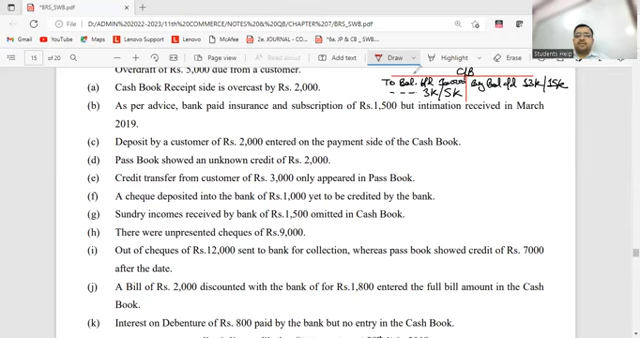 *BRS_SWB.pdf
File
D:/ADMIN%202022-2023/11th%20COMMERCE/NOTES%20&%20QB/CHAPTER%207/BRS_SWB.pdf
Gmail
YouTube
Maps
McAfee
Lenovo Support
Lenovo
2e. JOURNAL - CO...
*6a. JP & CB _ SWB....
15 of 20
Page view
Read aloud
Add text
Draw
Highlight
Erase
Students Help
Overdraft of Rs. 5,000 due from a customer.
C/B
To Bal. b/d
By Bal c/d 13k/15k
3k/5k
(a) Cash Book Receipt side is overcast by Rs. 2,000.
(b) As per advice, bank paid insurance and subscription of Rs.1,500 but intimation received in March
2019.
(c) Deposit by a customer of Rs. 2,000 entered on the payment side of the Cash Book.
(d) Pass Book showed an unknown credit of Rs. 2,000.
(e) Credit transfer from customer of Rs. 3,000 only appeared in Pass Book.
(f) A cheque deposited into the bank of Rs.1,000 yet to be credited by the bank.
(g) Sundry incomes received by bank of Rs.1,500 omitted in Cash Book.
(h) There were unpresented cheques of Rs.9,000.
(i) Out of cheques of Rs.12,000 sent to bank for collection, whereas pass book showed credit of Rs. 7000
after the date.
(j) A Bill of Rs. 2,000 discounted with the bank of for Rs.1,800 entered the full bill amount in the Cash
Book.
(k) Interest on Debenture of Rs. 800 paid by the bank but no entry in the Cash Book.